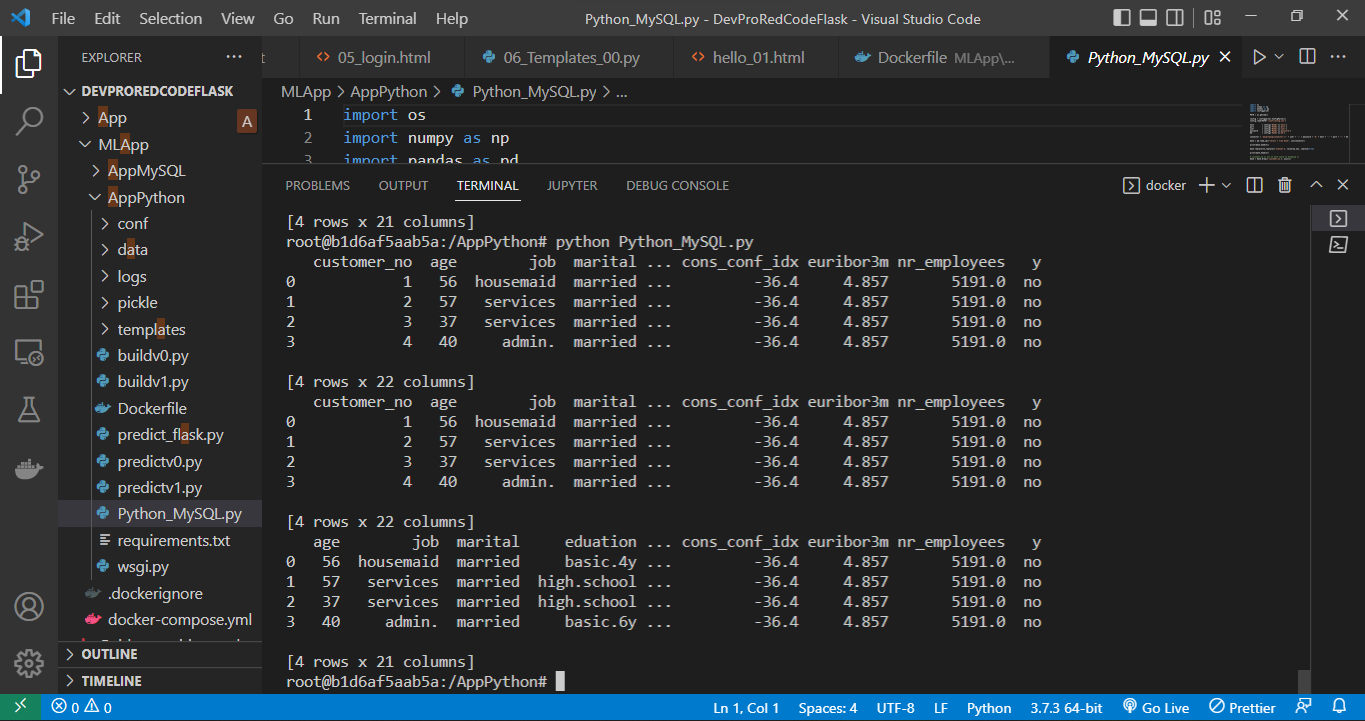 File Edit Selection View Go Run Terminal Help Python_MySQL.py - DevProRedCodeFlask - Visual Studio Code
EXPLORER ...
t 05_login.html 06_Templates_00.py hello_01.html Dockerfile MLApp\... Python_MySQL.py
DEVPROREDCODEFLASK
App A
MLApp
AppMySQL
AppPython
conf
data
logs
pickle
templates
buildv0.py
buildv1.py
Dockerfile
predict_flask.py
predictv0.py
predictv1.py
Python_MySQL.py
requirements.txt
wsgi.py
.dockerignore
docker-compose.yml
OUTLINE
TIMELINE
MLApp > AppPython > Python_MySQL.py > ...
1 import os
2 import numpy as np
3 import pandas as pd
PROBLEMS OUTPUT TERMINAL JUPYTER DEBUG CONSOLE docker
[4 rows x 21 columns]
root@b1d6af5aab5a:/AppPython# python Python_MySQL.py
customer_no age job marital ... cons_conf_idx euribor3m nr_employees y
0 1 56 housemaid married ... -36.4 4.857 5191.0 no
1 2 57 services married ... -36.4 4.857 5191.0 no
2 3 37 services married ... -36.4 4.857 5191.0 no
3 4 40 admin. married ... -36.4 4.857 5191.0 no
[4 rows x 22 columns]
customer_no age job marital ... cons_conf_idx euribor3m nr_employees y
0 1 56 housemaid married ... -36.4 4.857 5191.0 no
1 2 57 services married ... -36.4 4.857 5191.0 no
2 3 37 services married ... -36.4 4.857 5191.0 no
3 4 40 admin. married ... -36.4 4.857 5191.0 no
[4 rows x 22 columns]
age job marital eduation ... cons_conf_idx euribor3m nr_employees y
0 56 housemaid married basic.4y ... -36.4 4.857 5191.0 no
1 57 services married high.school ... -36.4 4.857 5191.0 no
2 37 services married high.school ... -36.4 4.857 5191.0 no
3 40 admin. married basic.6y ... -36.4 4.857 5191.0 no
[4 rows x 21 columns]
root@b1d6af5aab5a:/AppPython#
0 0 Ln 1, Col 1 Spaces: 4 UTF-8 LF Python 3.7.3 64-bit Go Live Prettier